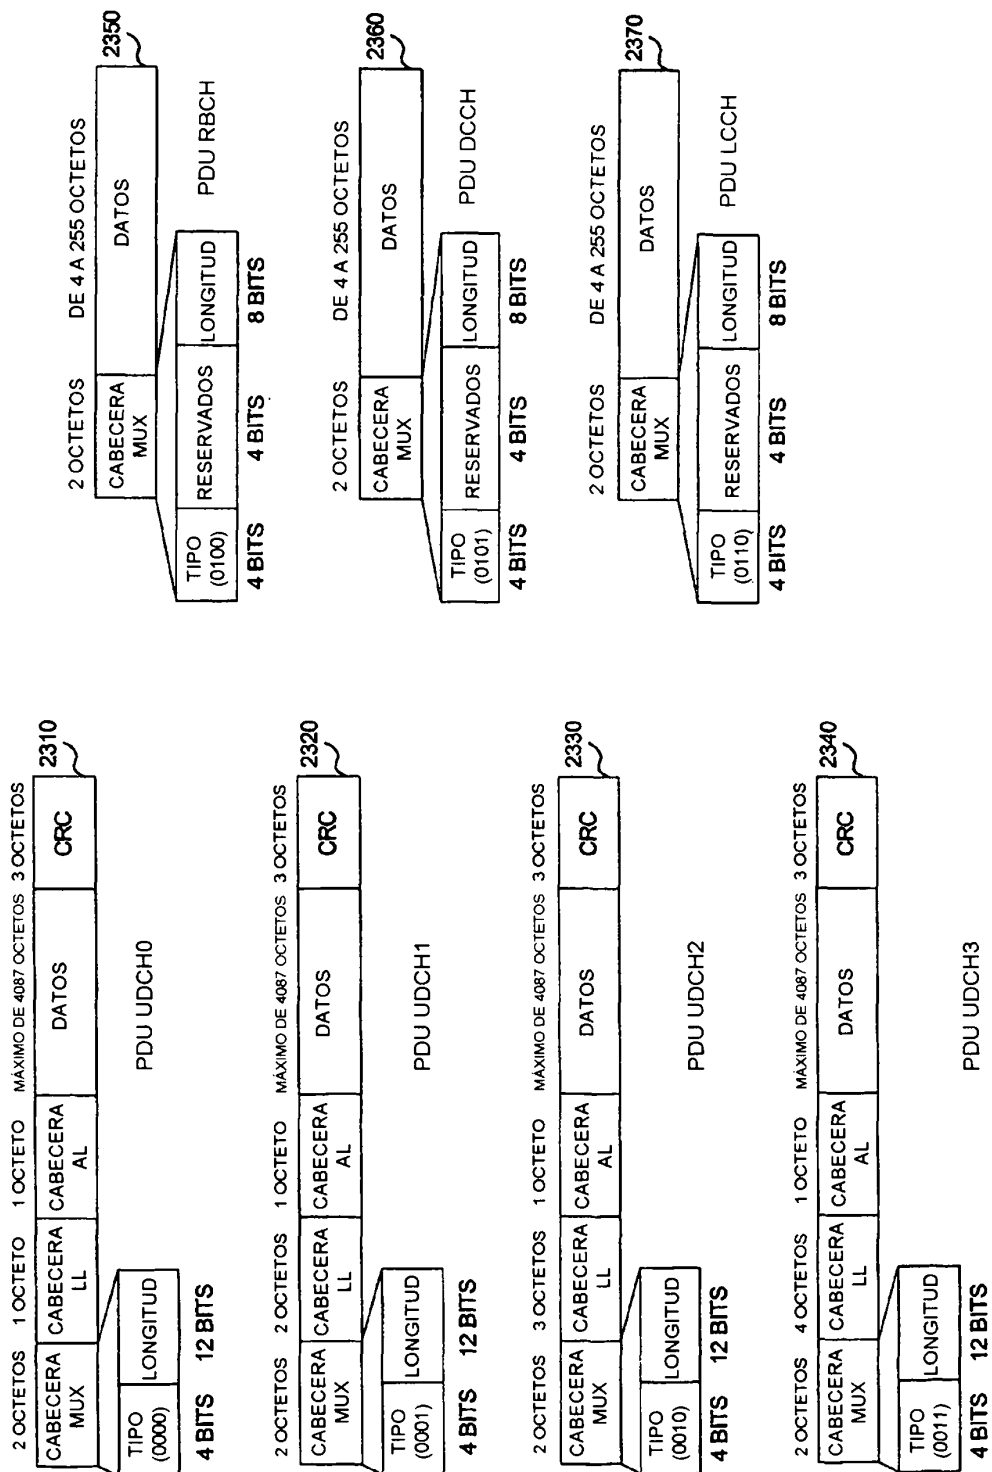 2 OCTETOS 1 OCTETO 1 OCTETO MÁXIMO DE 4087 OCTETOS 3 OCTETOS
CABECERA MUX CABECERA LL CABECERA AL DATOS CRC 2310
TIPO (0000) LONGITUD
4 BITS 12 BITS
PDU UDCH0
2 OCTETOS 2 OCTETOS 1 OCTETO MÁXIMO DE 4087 OCTETOS 3 OCTETOS
CABECERA MUX CABECERA LL CABECERA AL DATOS CRC 2320
TIPO (0001) LONGITUD
4 BITS 12 BITS
PDU UDCH1
2 OCTETOS 3 OCTETOS 1 OCTETO MÁXIMO DE 4087 OCTETOS 3 OCTETOS
CABECERA MUX CABECERA LL CABECERA AL DATOS CRC 2330
TIPO (0010) LONGITUD
4 BITS 12 BITS
PDU UDCH2
2 OCTETOS 4 OCTETOS 1 OCTETO MÁXIMO DE 4087 OCTETOS 3 OCTETOS
CABECERA MUX CABECERA LL CABECERA AL DATOS CRC 2340
TIPO (0011) LONGITUD
4 BITS 12 BITS
PDU UDCH3
2 OCTETOS DE 4 A 255 OCTETOS
CABECERA MUX DATOS 2350
TIPO (0100) RESERVADOS LONGITUD
4 BITS 4 BITS 8 BITS
PDU RBCH
2 OCTETOS DE 4 A 255 OCTETOS
CABECERA MUX DATOS 2360
TIPO (0101) RESERVADOS LONGITUD
4 BITS 4 BITS 8 BITS
PDU DCCH
2 OCTETOS DE 4 A 255 OCTETOS
CABECERA MUX DATOS 2370
TIPO (0110) RESERVADOS LONGITUD
4 BITS 4 BITS 8 BITS
PDU LCCH